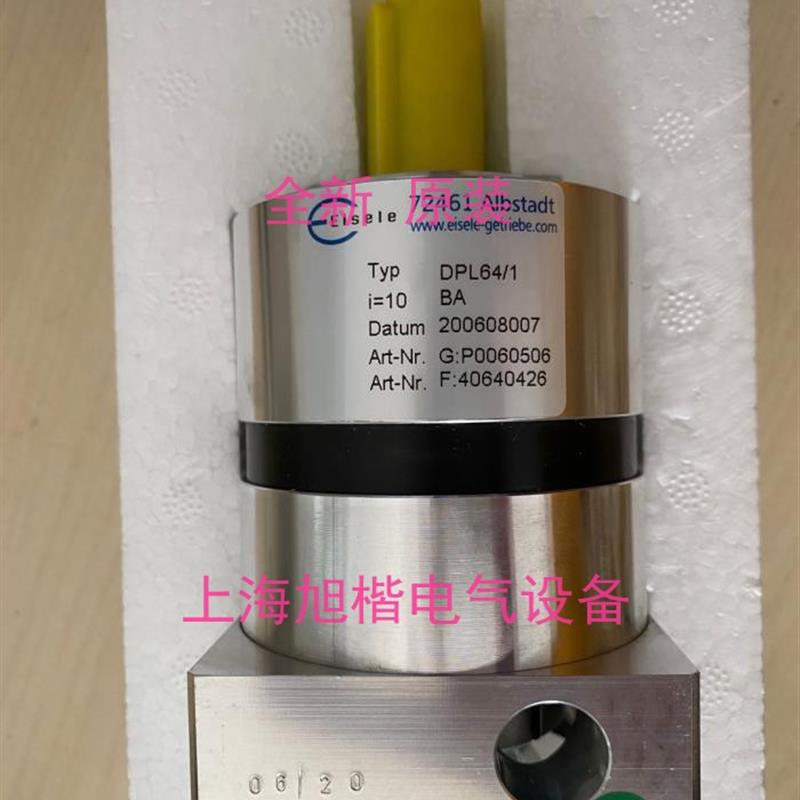 全新 原装
eisele 72461 Albstadt
www.eisele-getriebe.com
Typ DPL64/1
i=10 BA
Datum 200608007
Art-Nr. G:P0060506
Art-Nr. F:40640426
上海旭楷电气设备
06/20